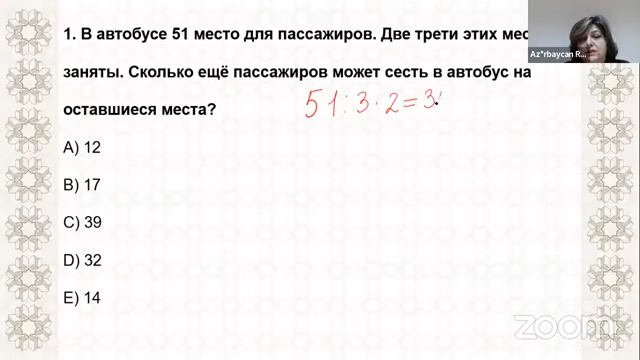 1. В автобусе 51 место для пассажиров. Две трети этих
заняты. Сколько ещё пассажиров может сесть в автобус на
оставшиеся места?
51:3·2=3
A) 12
B) 17
C) 39
D) 32
E) 14
Az*rbaycan R...
zoom